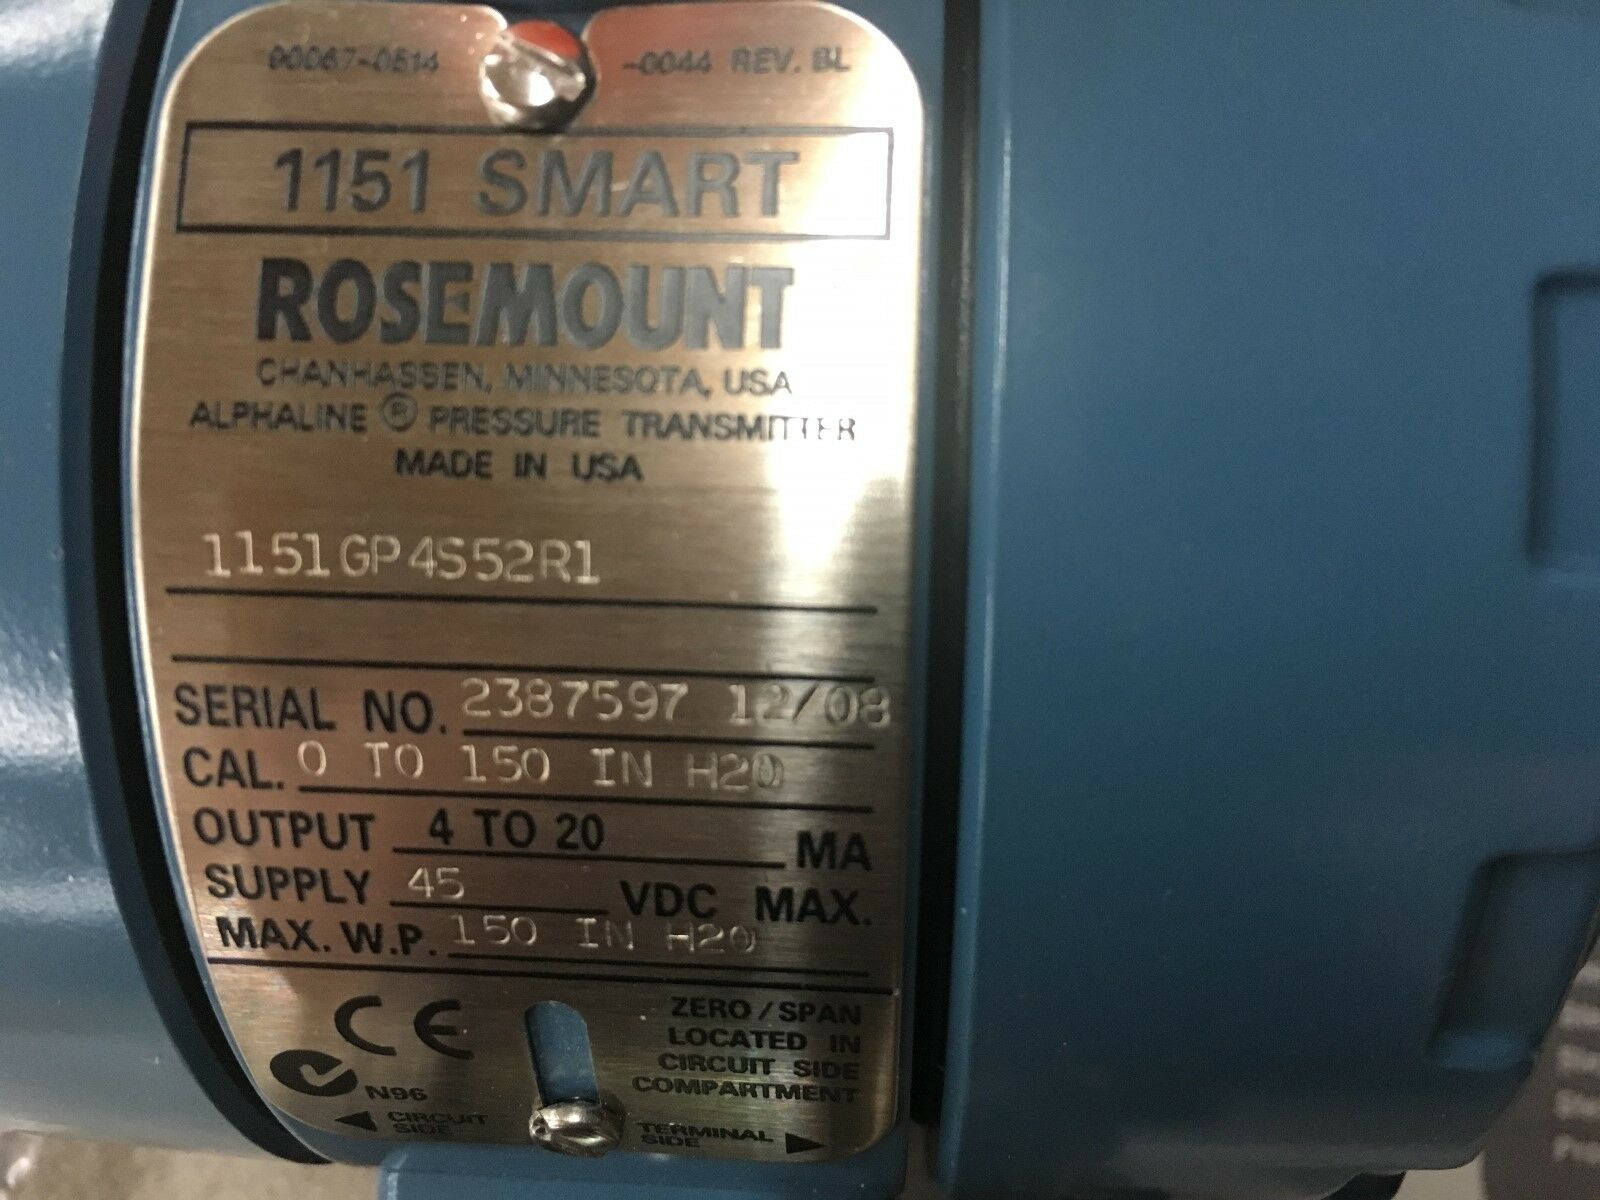 90067-0514 -0044 REV. BL
1151 SMART
ROSEMOUNT
CHANHASSEN, MINNESOTA, USA
ALPHALINE ® PRESSURE TRANSMITTER
MADE IN USA
1151GP4S52R1
SERIAL NO. 2387597 12/08
CAL. 0 TO 150 IN H20
OUTPUT 4 TO 20 MA
SUPPLY 45 VDC MAX.
MAX. W.P. 150 IN H20
CE
N96
ZERO/SPAN
LOCATED IN
CIRCUIT SIDE
COMPARTMENT
◀ CIRCUIT
SIDE
TERMINAL
SIDE ▶